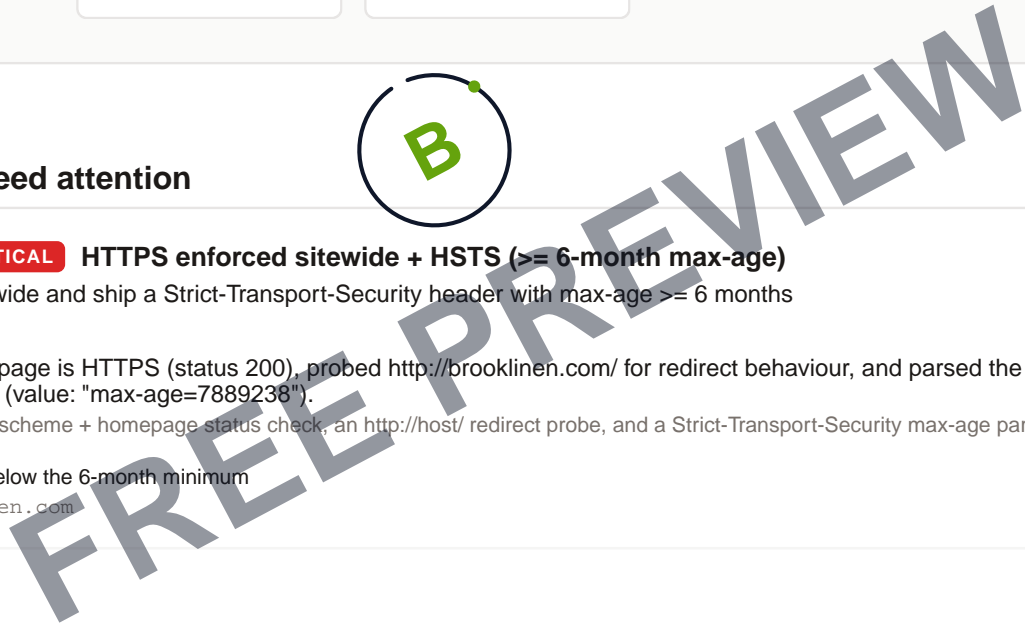 B
eed attention
TICAL HTTPS enforced sitewide + HSTS (>= 6-month max-age)
wide and ship a Strict-Transport-Security header with max-age >= 6 months
page is HTTPS (status 200), probed http://brooklinen.com/ for redirect behaviour, and parsed the
(value: "max-age=7889238").
scheme + homepage status check, an http://host/ redirect probe, and a Strict-Transport-Security max-age par
elow the 6-month minimum
en.com
FREE PREVIEW